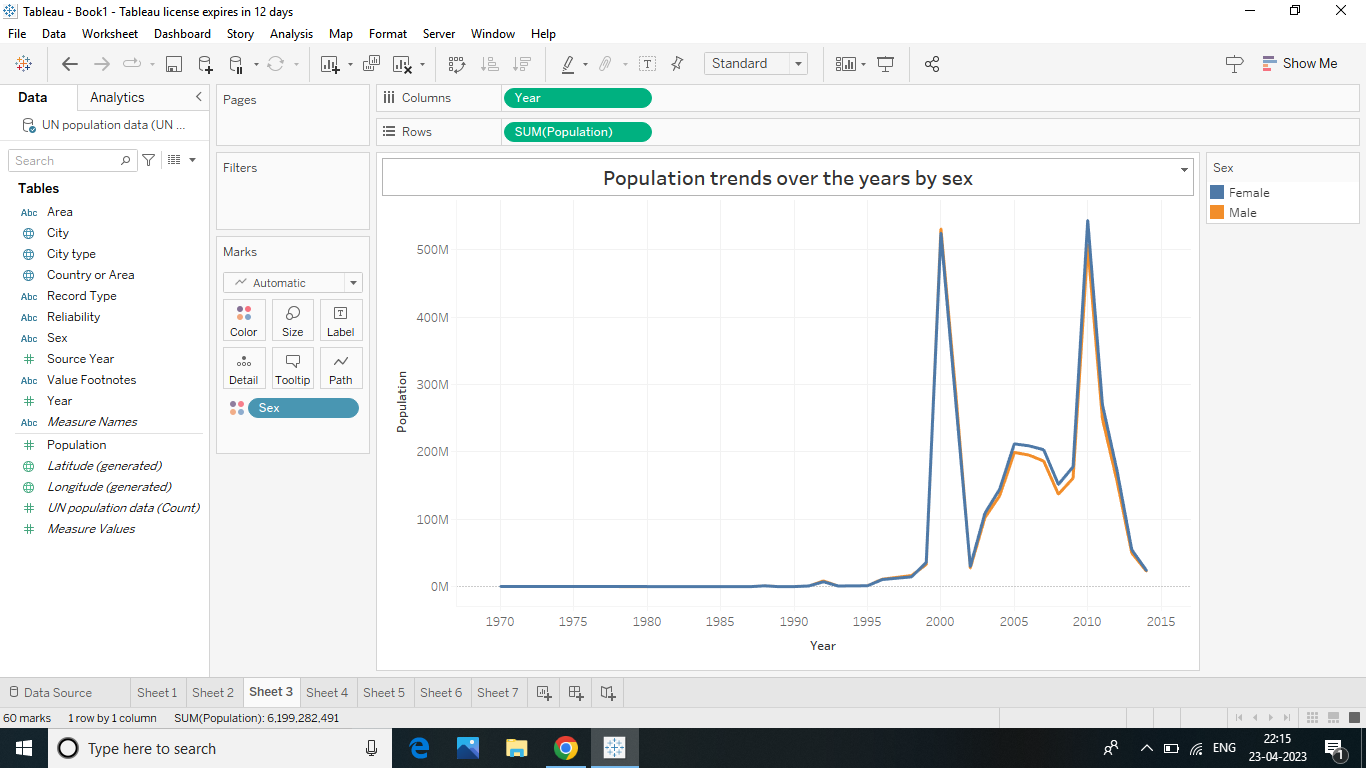 Tableau - Book1 - Tableau license expires in 12 days
File Data Worksheet Dashboard Story Analysis Map Format Server Window Help
Standard
Show Me
Data Analytics
UN population data (UN ...
Search
Tables
Abc Area
City
City type
Country or Area
Abc Record Type
Abc Reliability
Abc Sex
Source Year
Abc Value Footnotes
Year
Abc Measure Names
Population
Latitude (generated)
Longitude (generated)
UN population data (Count)
Measure Values
Pages
Filters
Marks
Automatic
Color Size Label
Detail Tooltip Path
Sex
Columns Year
Rows SUM(Population)
Population trends over the years by sex
500M
400M
300M
200M
100M
0M
Population
1970 1975 1980 1985 1990 1995 2000 2005 2010 2015
Year
Sex
Female
Male
Data Source Sheet 1 Sheet 2 Sheet 3 Sheet 4 Sheet 5 Sheet 6 Sheet 7
60 marks 1 row by 1 column SUM(Population): 6,199,282,491
Type here to search
ENG
22:15
23-04-2023
1